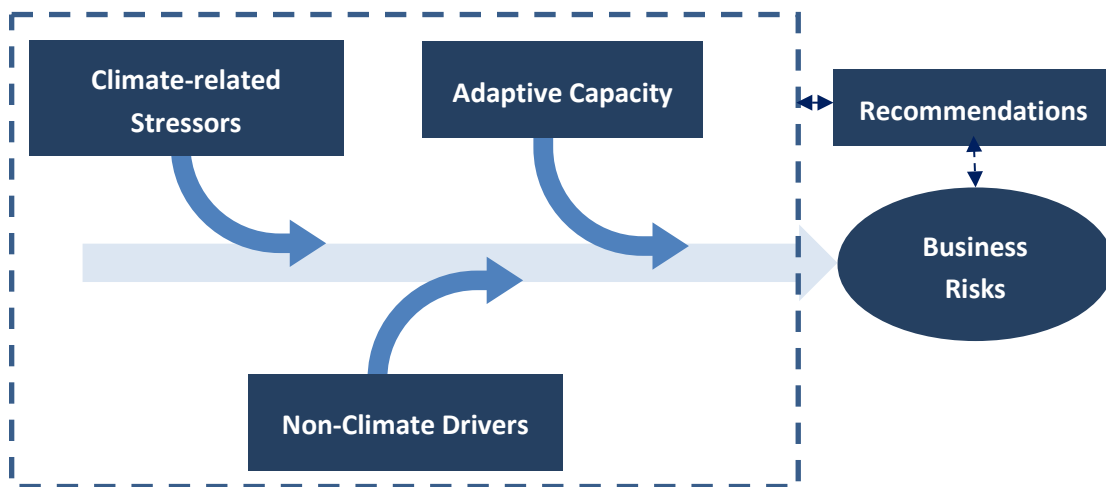 Climate-related
Stressors
Adaptive Capacity
Recommendations
Business
Risks
Non-Climate Drivers